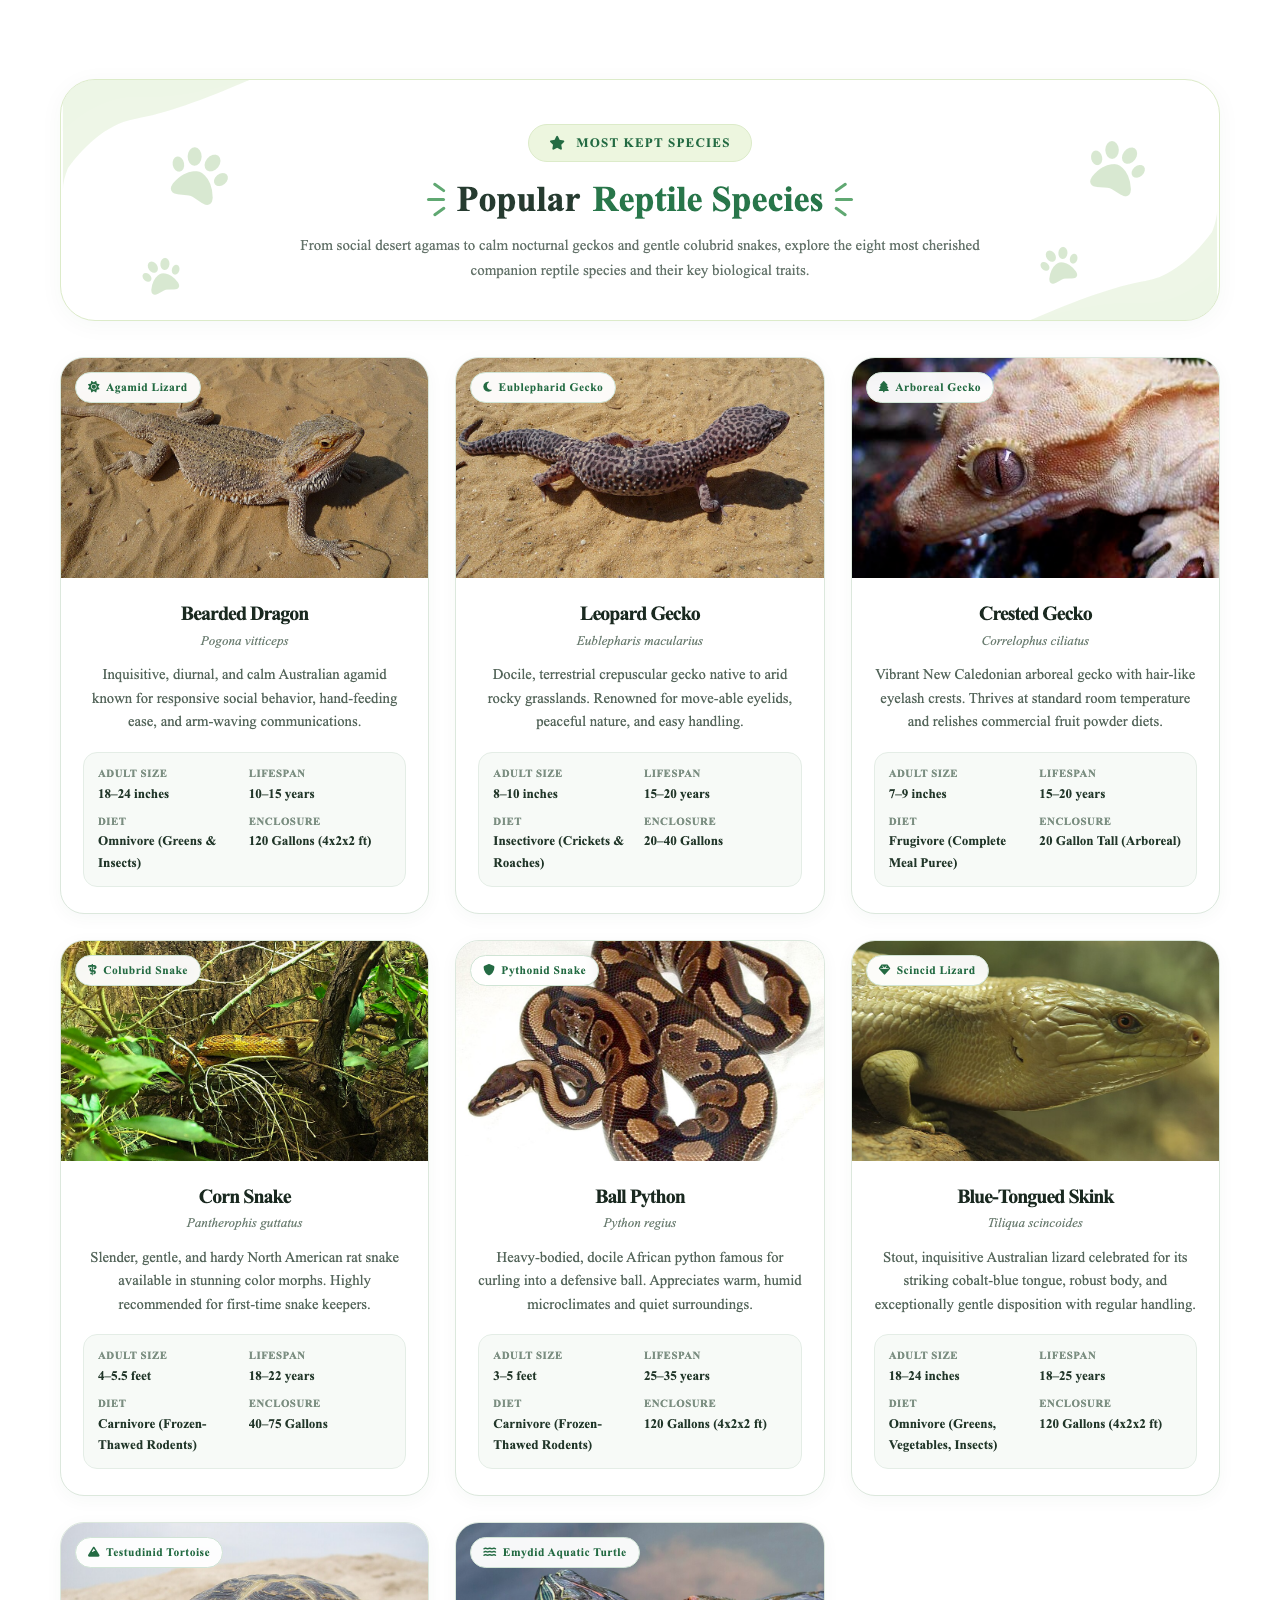 MOST KEPT SPECIES
Popular Reptile Species
From social desert agamas to calm nocturnal geckos and gentle colubrid snakes, explore the eight most cherished
companion reptile species and their key biological traits.
Agamid Lizard
Bearded Dragon
Pogona vitticeps
Inquisitive, diurnal, and calm Australian agamid
known for responsive social behavior, hand-feeding
ease, and arm-waving communications.
ADULT SIZE
18–24 inches
LIFESPAN
10–15 years
DIET
Omnivore (Greens &
Insects)
ENCLOSURE
120 Gallons (4x2x2 ft)
Eublepharid Gecko
Leopard Gecko
Eublepharis macularius
Docile, terrestrial crepuscular gecko native to arid
rocky grasslands. Renowned for move-able eyelids,
peaceful nature, and easy handling.
ADULT SIZE
8–10 inches
LIFESPAN
15–20 years
DIET
Insectivore (Crickets &
Roaches)
ENCLOSURE
20–40 Gallons
Arboreal Gecko
Crested Gecko
Correlophus ciliatus
Vibrant New Caledonian arboreal gecko with hair-like
eyelash crests. Thrives at standard room temperature
and relishes commercial fruit powder diets.
ADULT SIZE
7–9 inches
LIFESPAN
15–20 years
DIET
Frugivore (Complete
Meal Puree)
ENCLOSURE
20 Gallon Tall (Arboreal)
Colubrid Snake
Corn Snake
Pantherophis guttatus
Slender, gentle, and hardy North American rat snake
available in stunning color morphs. Highly
recommended for first-time snake keepers.
ADULT SIZE
4–5.5 feet
LIFESPAN
18–22 years
DIET
Carnivore (Frozen-
Thawed Rodents)
ENCLOSURE
40–75 Gallons
Pythonid Snake
Ball Python
Python regius
Heavy-bodied, docile African python famous for
curling into a defensive ball. Appreciates warm, humid
microclimates and quiet surroundings.
ADULT SIZE
3–5 feet
LIFESPAN
25–35 years
DIET
Carnivore (Frozen-
Thawed Rodents)
ENCLOSURE
120 Gallons (4x2x2 ft)
Scincid Lizard
Blue-Tongued Skink
Tiliqua scincoides
Stout, inquisitive Australian lizard celebrated for its
striking cobalt-blue tongue, robust body, and
exceptionally gentle disposition with regular handling.
ADULT SIZE
18–24 inches
LIFESPAN
18–25 years
DIET
Omnivore (Greens,
Vegetables, Insects)
ENCLOSURE
120 Gallons (4x2x2 ft)
Testudinid Tortoise
Emydid Aquatic Turtle